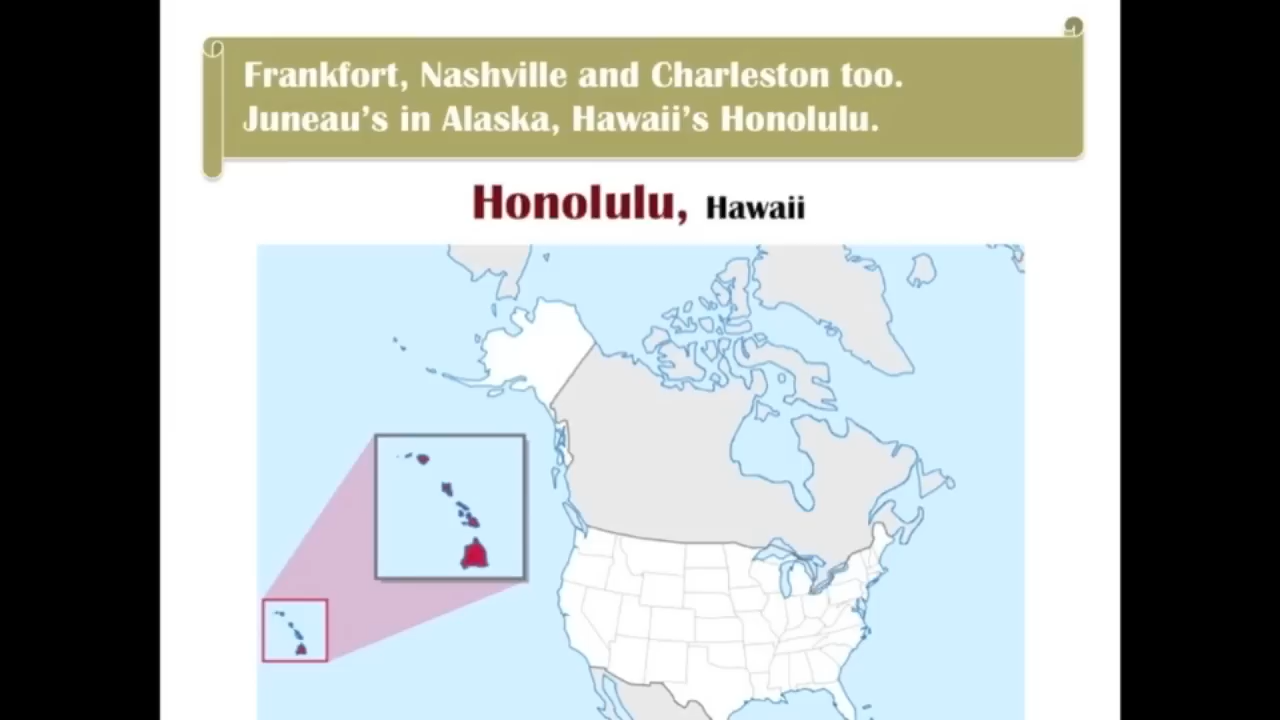 Frankfort, Nashville and Charleston too.
Juneau's in Alaska, Hawaii's Honolulu.
Honolulu, Hawaii